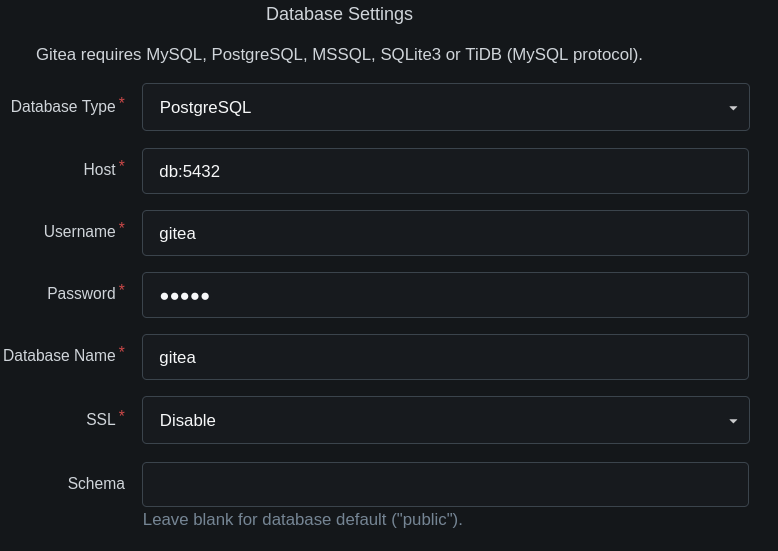 Database Settings
Gitea requires MySQL, PostgreSQL, MSSQL, SQLite3 or TiDB (MySQL protocol).
Database Type * PostgreSQL
Host * db:5432
Username * gitea
Password * ●●●●●
Database Name * gitea
SSL * Disable
Schema
Leave blank for database default ("public").